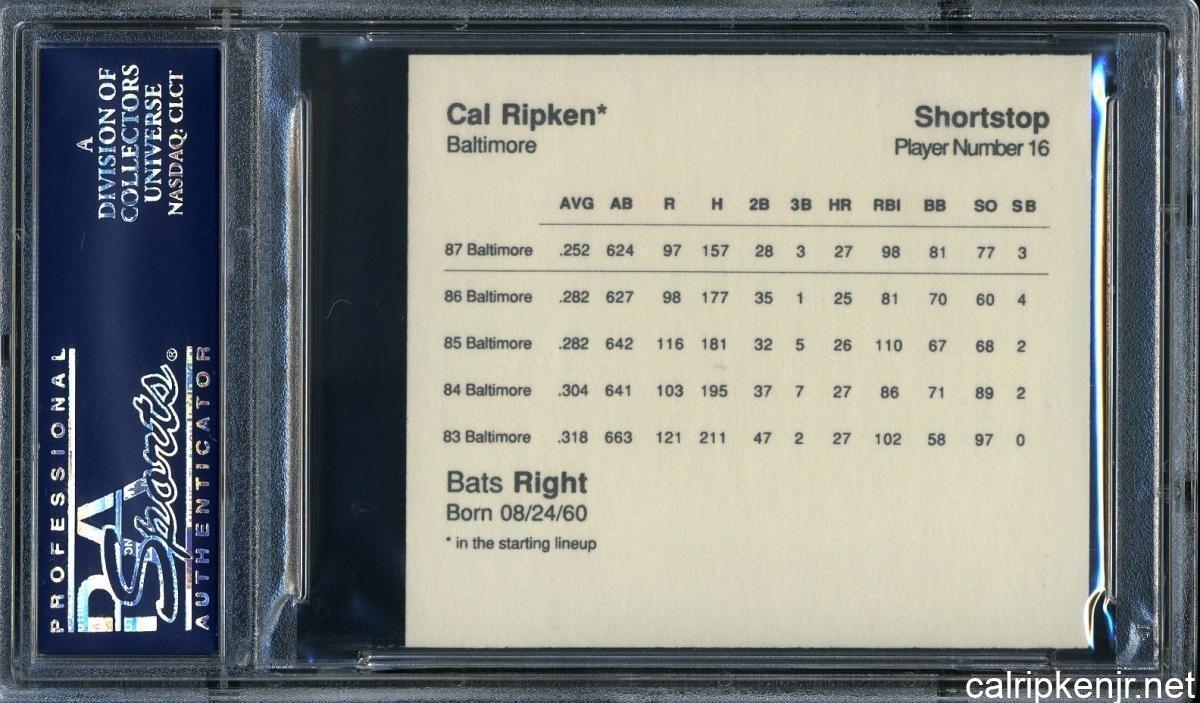 A
DIVISION OF
COLLECTORS
UNIVERSE
NASDAQ: CLCT
PROFESSIONAL
PSA
Sports®
AUTHENTICATOR
Cal Ripken*
Baltimore
Shortstop
Player Number 16
AVG AB R H 2B 3B HR RBI BB SO SB
87 Baltimore .252 624 97 157 28 3 27 98 81 77 3
86 Baltimore .282 627 98 177 35 1 25 81 70 60 4
85 Baltimore .282 642 116 181 32 5 26 110 67 68 2
84 Baltimore .304 641 103 195 37 7 27 86 71 89 2
83 Baltimore .318 663 121 211 47 2 27 102 58 97 0
Bats Right
Born 08/24/60
* in the starting lineup
calripkenjr.net